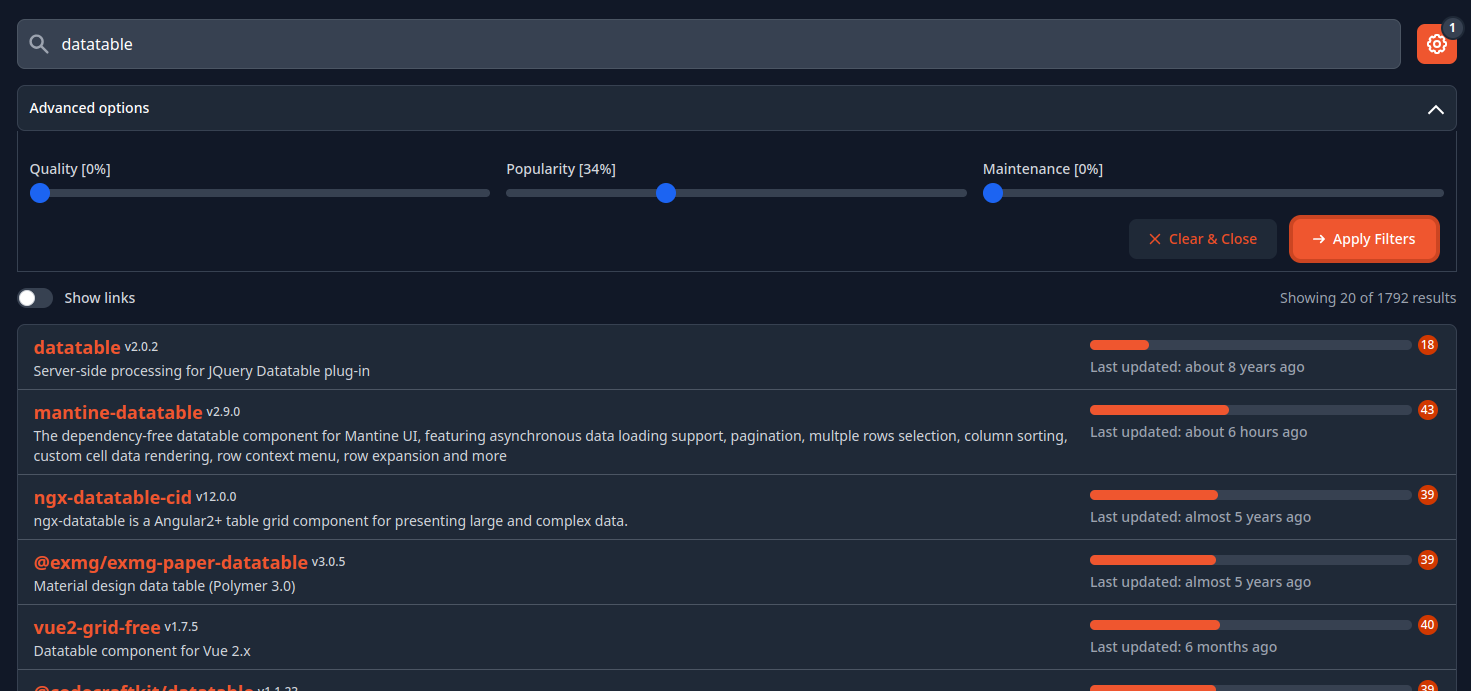 datatable
1
Advanced options
Quality [0%]
Popularity [34%]
Maintenance [0%]
Clear & Close
Apply Filters
Show links
Showing 20 of 1792 results
datatable v2.0.2
18
Server-side processing for JQuery Datatable plug-in
Last updated: about 8 years ago
mantine-datatable v2.9.0
43
The dependency-free datatable component for Mantine UI, featuring asynchronous data loading support, pagination, multple rows selection, column sorting,
custom cell data rendering, row context menu, row expansion and more
Last updated: about 6 hours ago
ngx-datatable-cid v12.0.0
39
ngx-datatable is a Angular2+ table grid component for presenting large and complex data.
Last updated: almost 5 years ago
@exmg/exmg-paper-datatable v3.0.5
39
Material design data table (Polymer 3.0)
Last updated: almost 5 years ago
vue2-grid-free v1.7.5
40
Datatable component for Vue 2.x
Last updated: 6 months ago
@codecraftkit/datatable v1.1.23
39